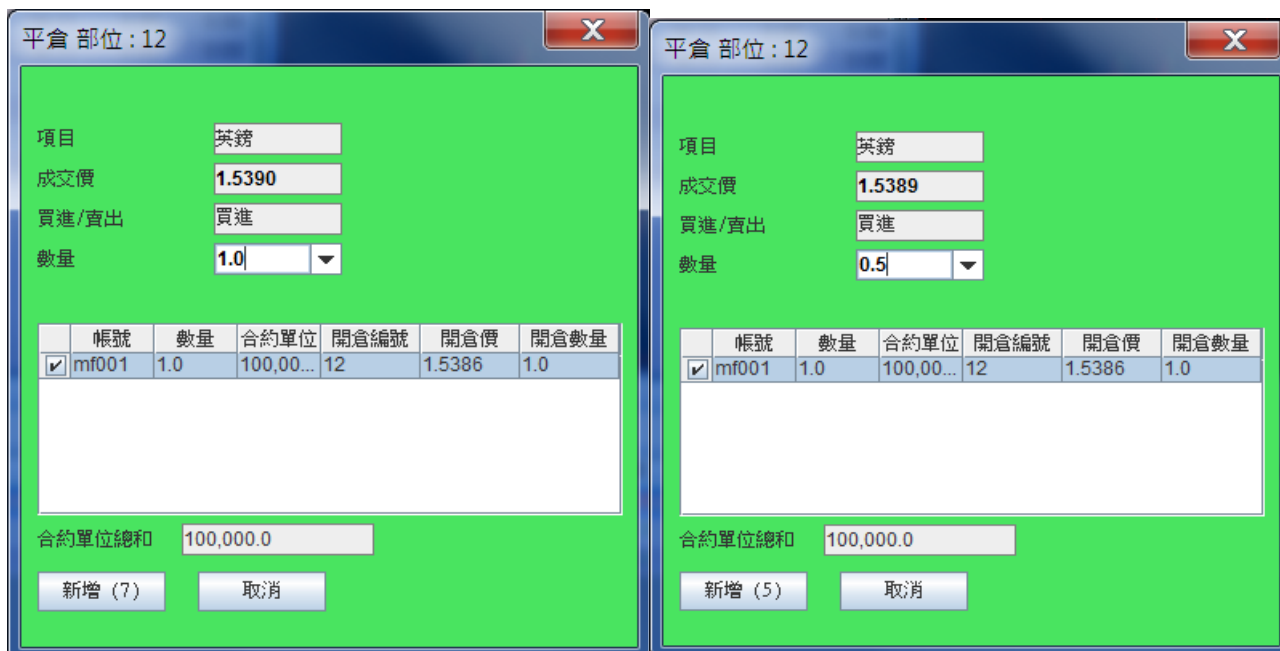 平倉 部位 : 12
X
項目 英鎊
成交價 1.5390
買進/賣出 買進
數量 1.0
帳號 數量 合約單位 開倉編號 開倉價 開倉數量
mf001 1.0 100,00... 12 1.5386 1.0
合約單位總和 100,000.0
新增 (7) 取消
平倉 部位 : 12
X
項目 英鎊
成交價 1.5389
買進/賣出 買進
數量 0.5
帳號 數量 合約單位 開倉編號 開倉價 開倉數量
mf001 1.0 100,00... 12 1.5386 1.0
合約單位總和 100,000.0
新增 (5) 取消